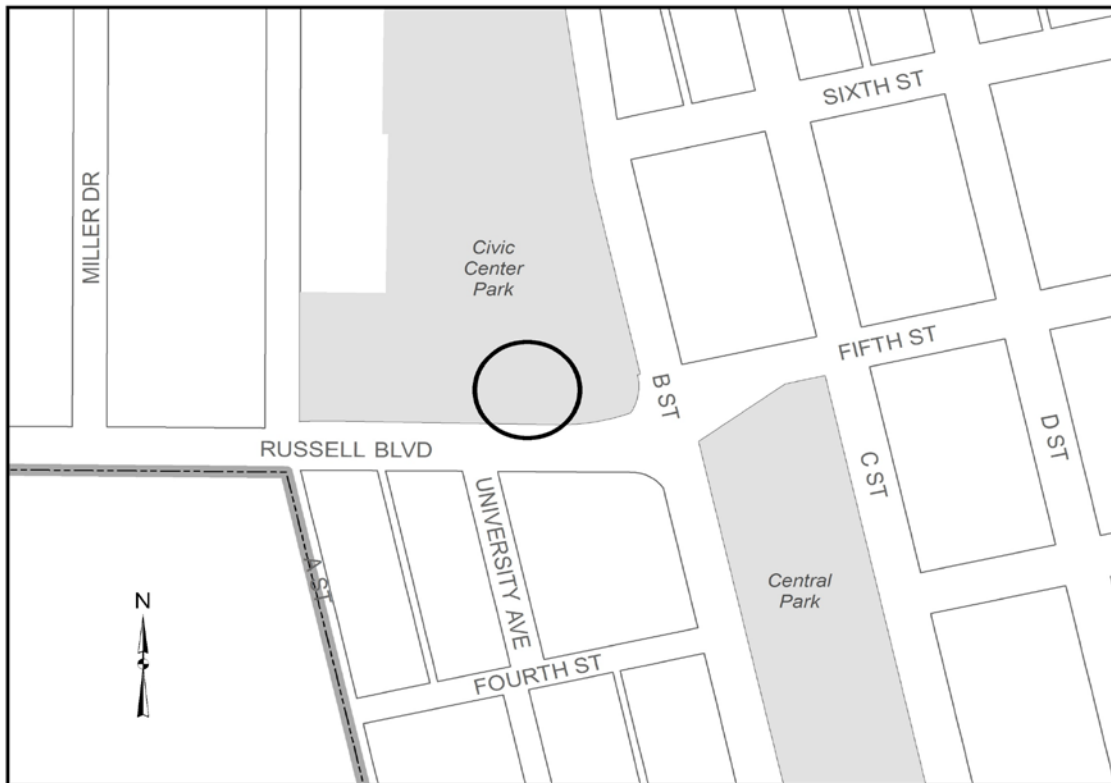 SIXTH ST
MILLER DR
Civic
Center
Park
FIFTH ST
B ST
RUSSELL BLVD
D ST
C ST
UNIVERSITY AVE
A ST
Central
Park
N
FOURTH ST